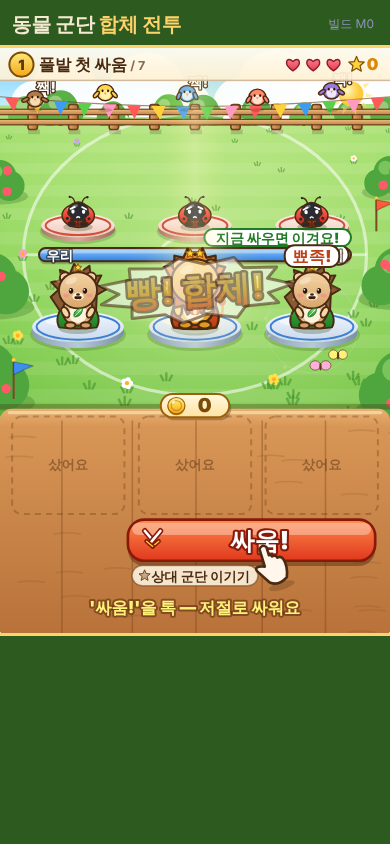 동물 군단 합체 전투
빌드 M0
1 풀밭 첫 싸움 / 7
0
지금 싸우면 이겨요!
우리
뾰족!
빵! 합체!
0
샀어요
샀어요
샀어요
싸움!
상대 군단 이기기
'싸움!'을 톡 — 저절로 싸워요